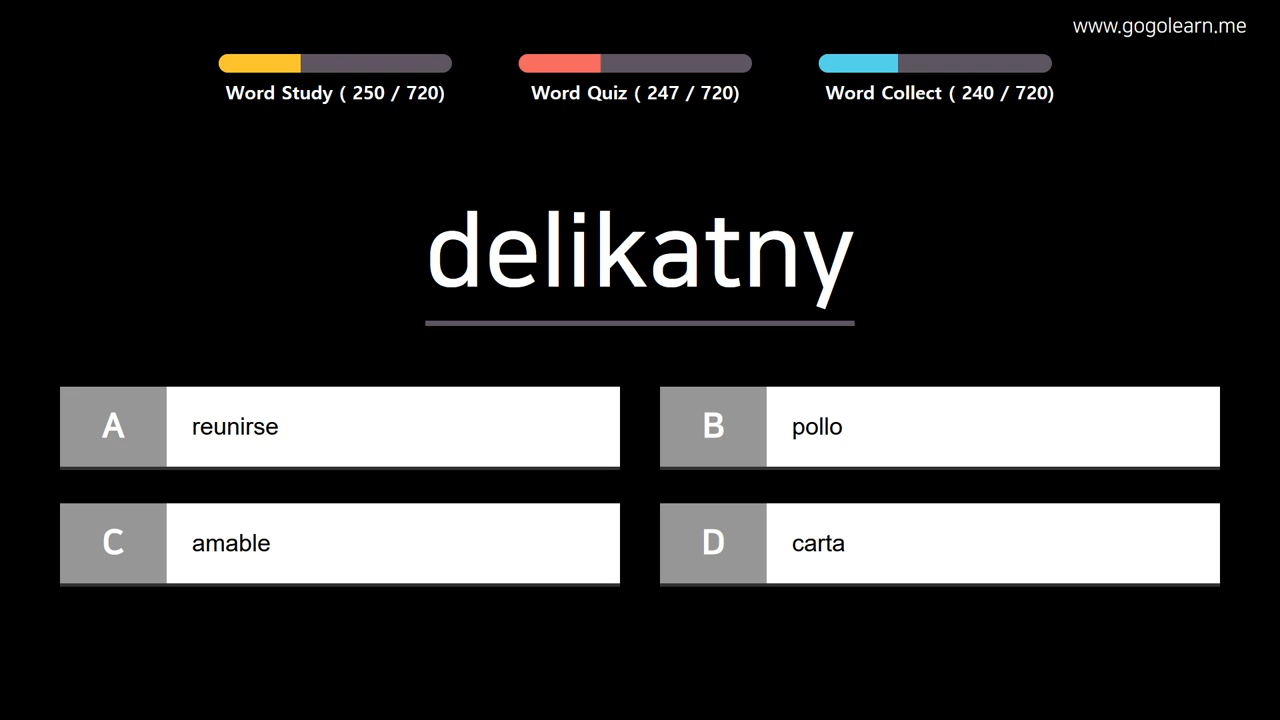 www.gogolearn.me
Word Study ( 250 / 720)
Word Quiz ( 247 / 720)
Word Collect ( 240 / 720)
delikatny
A
reunirse
B
pollo
C
amable
D
carta